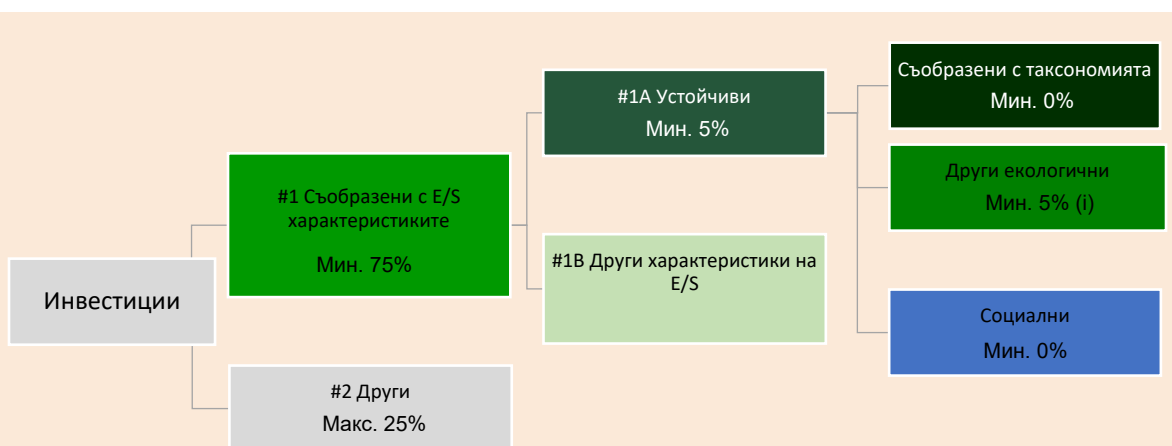 Инвестиции
#1 Съобразени с E/S
характеристиките
Мин. 75%
#2 Други
Макс. 25%
#1A Устойчиви
Мин. 5%
#1B Други характеристики на
E/S
Съобразени с таксономията
Мин. 0%
Други екологични
Мин. 5% (i)
Социални
Мин. 0%